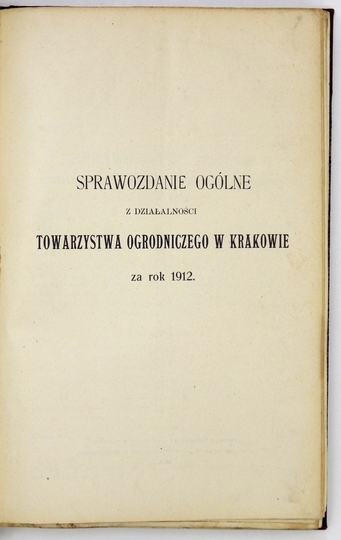 SPRAWOZDANIE OGÓLNE
Z DZIAŁALNOŚCI
TOWARZYSTWA OGRODNICZEGO W KRAKOWIE
za rok 1912.